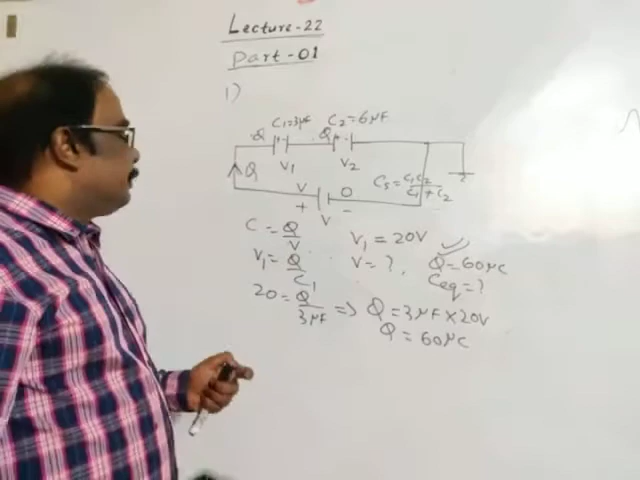 Lecture-22
Part-01
1)
C₁=3μF C₂=6μF
Q Q
Q V₁ V₂
V 0 Cₛ = C₁C₂/C₁+C₂
+ -
V
C = Q/V V₁ = 20V
V₁ = Q/C₁ V = ? , Q = 60μC
Ceq = ?
20 = Q/3μF => Q = 3μF × 20V
Q = 60μC